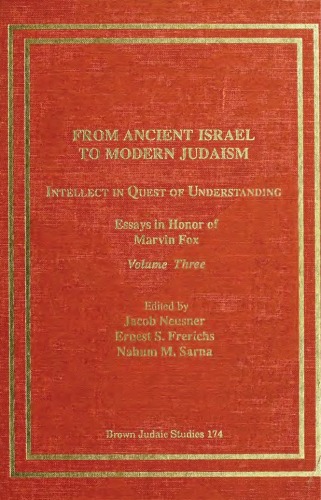 FROM ANCIENT ISRAEL
TO MODERN JUDAISM
INTELLECT IN QUEST OF UNDERSTANDING
Essays in Honor of
Marvin Fox
Volume Three
Edited by
Jacob Neusner
Ernest S. Frerichs
Nahum M. Sarna
Brown Judaic Studies 174